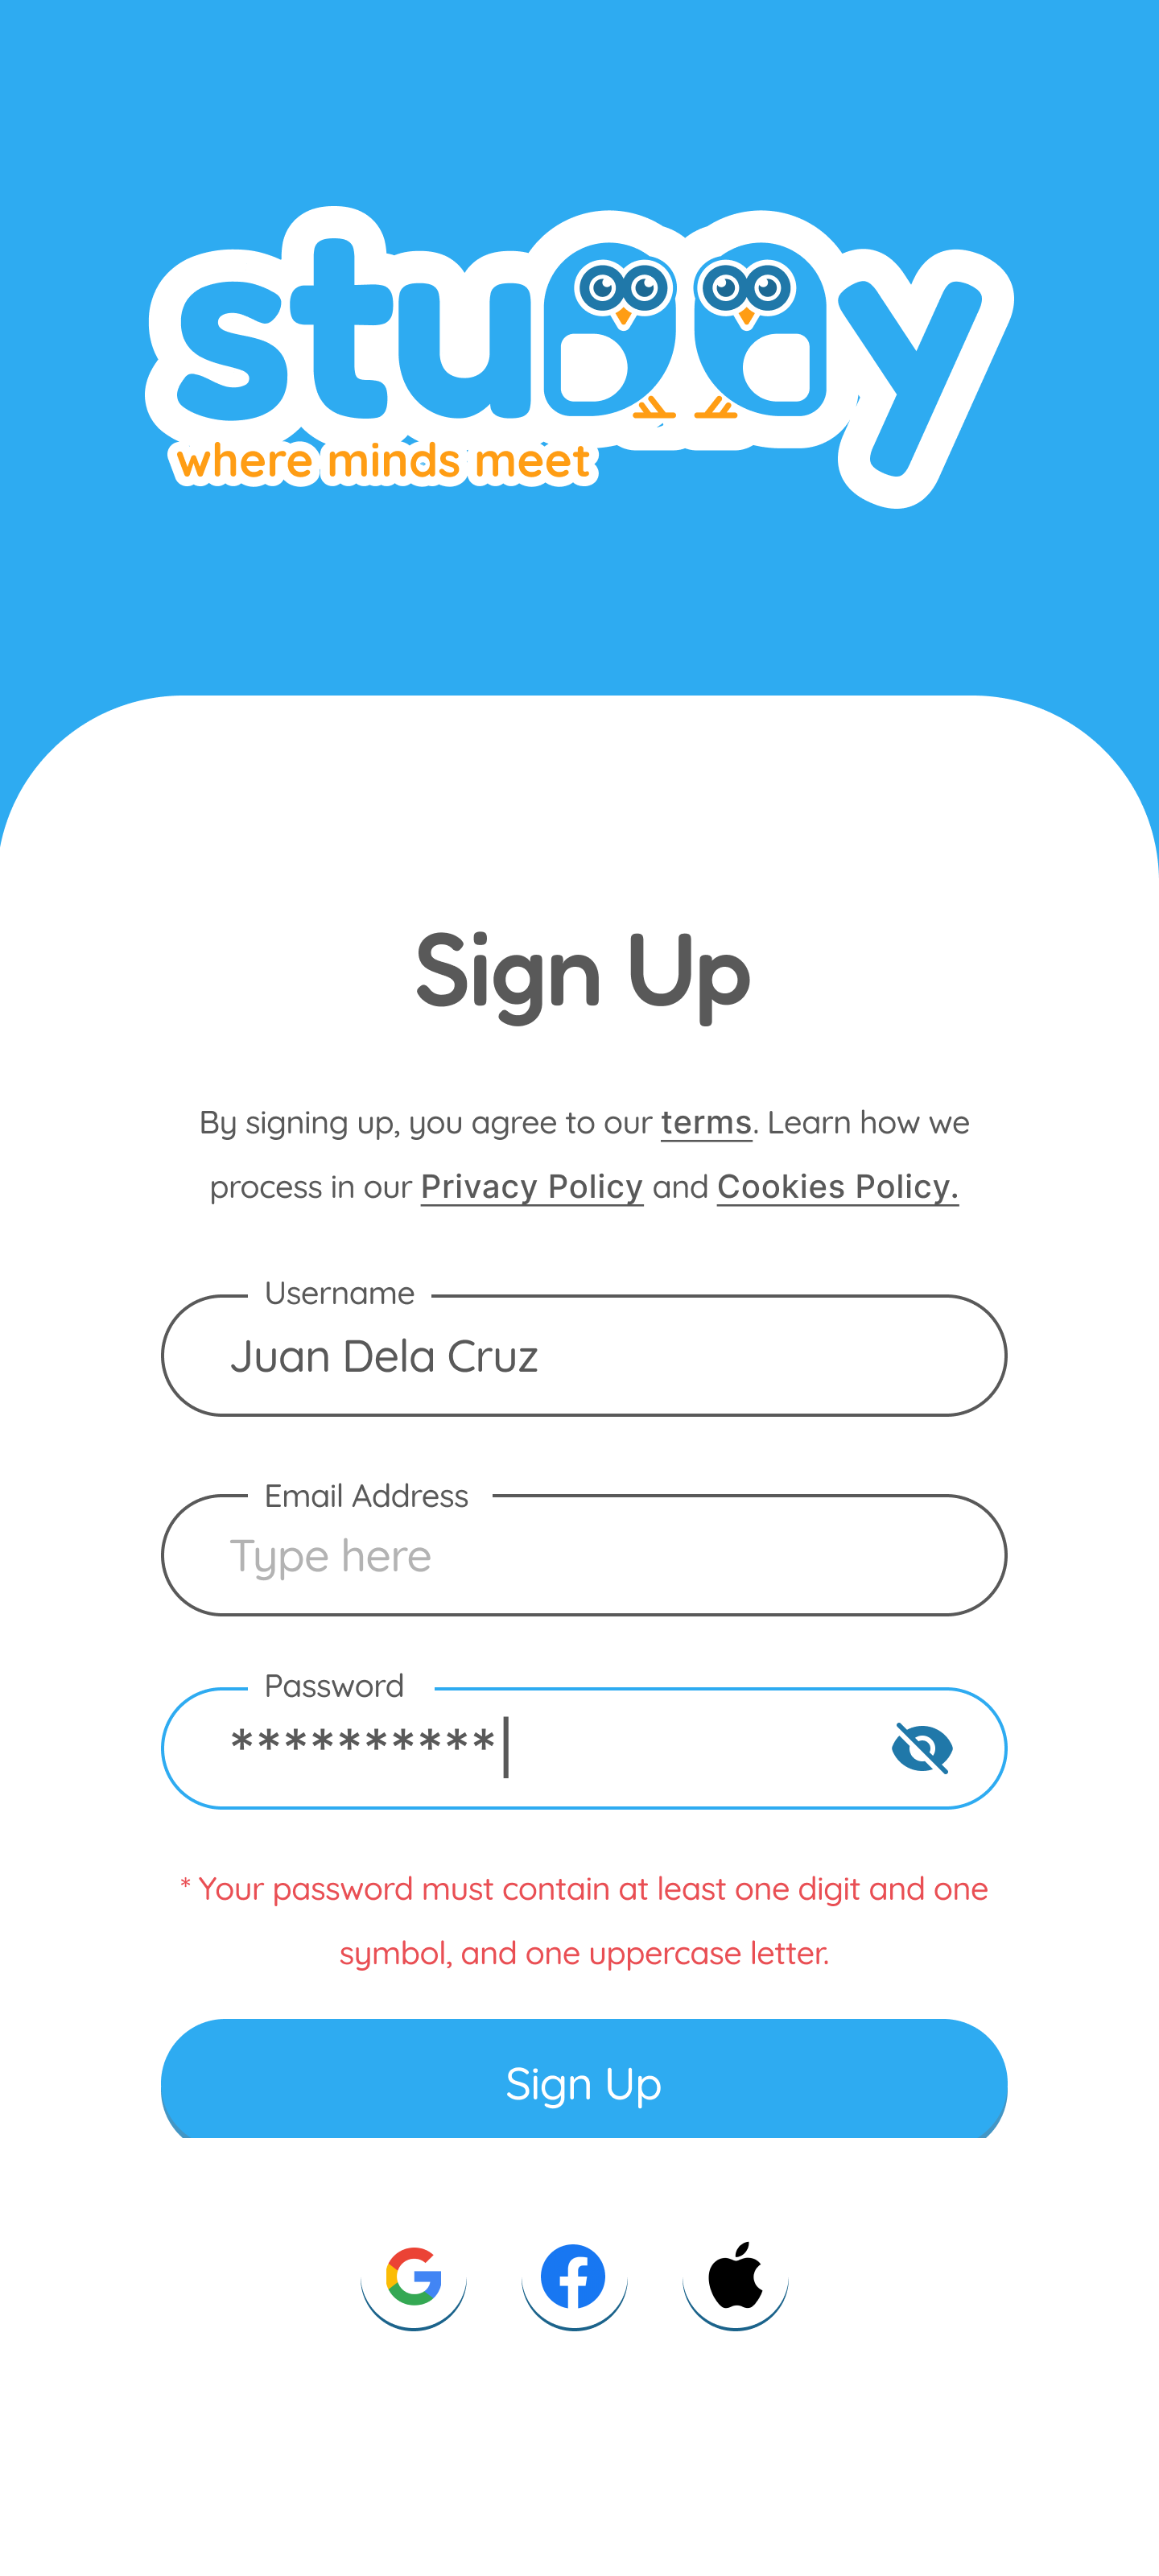 studdy
where minds meet
Sign Up
By signing up, you agree to our terms. Learn how we
process in our Privacy Policy and Cookies Policy.
Username
Juan Dela Cruz
Email Address
Type here
Password
**********
* Your password must contain at least one digit and one
symbol, and one uppercase letter.
Sign Up